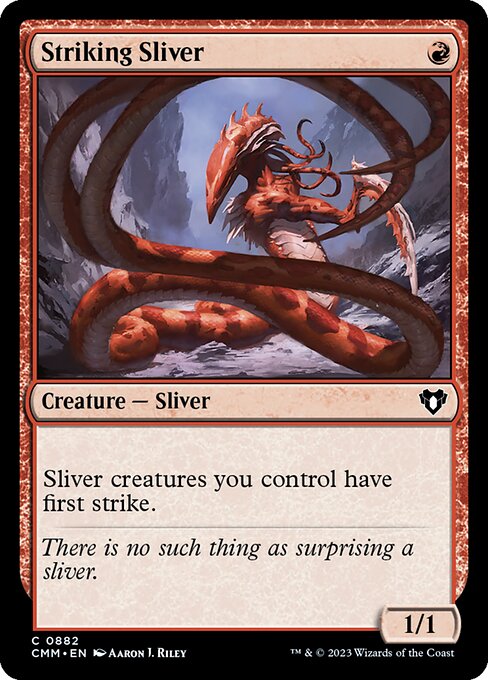 Striking Sliver
Creature — Sliver
Sliver creatures you control have
first strike.
There is no such thing as surprising a
sliver.
1/1
C 0882
CMM • EN Aaron J. Riley
™ & © 2023 Wizards of the Coast